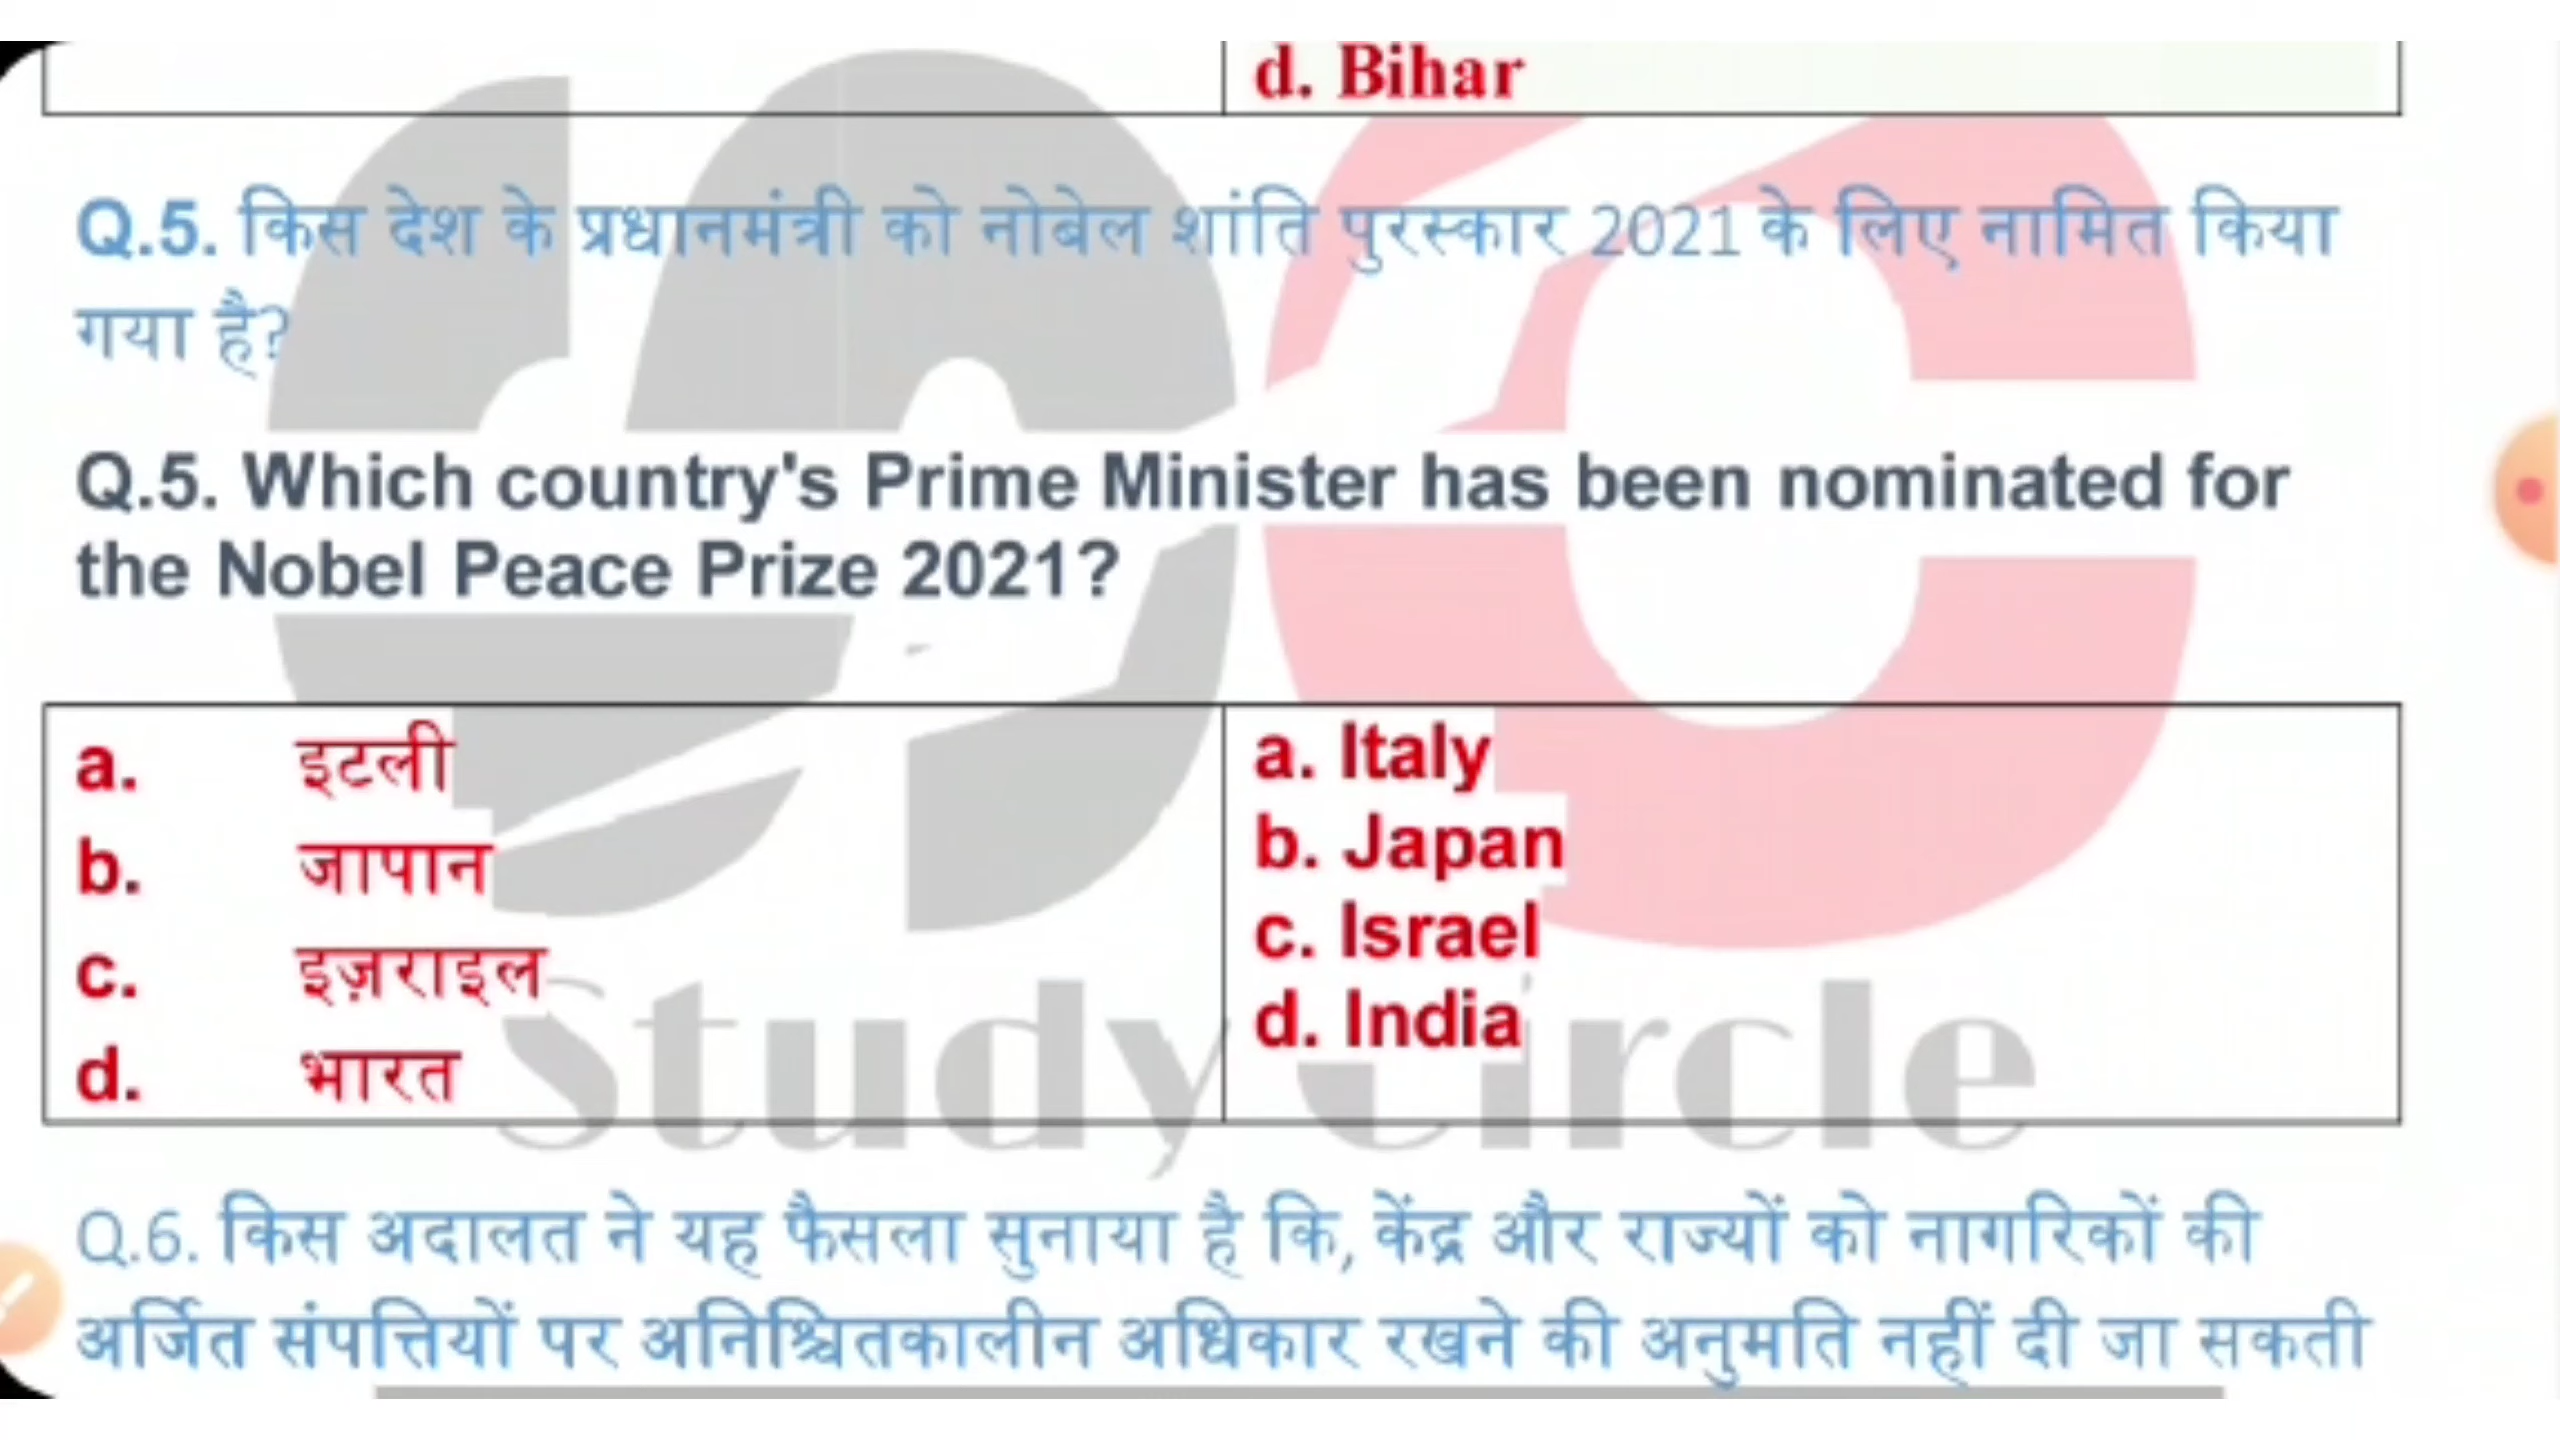 d. Bihar
Q.5. किस देश के प्रधानमंत्री को नोबेल शांति पुरस्कार 2021 के लिए नामित किया
गया है?
Q.5. Which country's Prime Minister has been nominated for
the Nobel Peace Prize 2021?
a. इटली
b. जापान
c. इज़राइल
d. भारत
a. Italy
b. Japan
c. Israel
d. India
Study Circle
Q.6. किस अदालत ने यह फैसला सुनाया है कि, केंद्र और राज्यों को नागरिकों की
अर्जित संपत्तियों पर अनिश्चितकालीन अधिकार रखने की अनुमति नहीं दी जा सकती